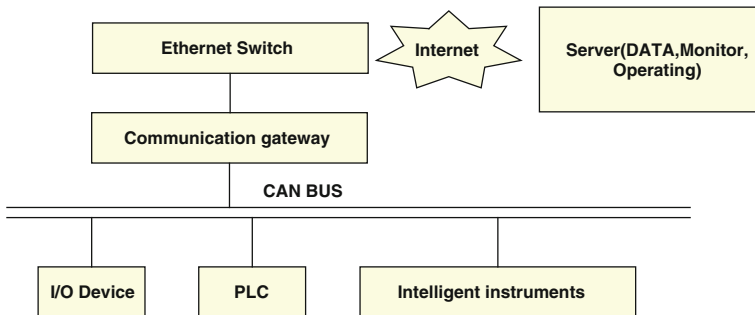 Ethernet Switch
Internet
Server(DATA,Monitor,
Operating)
Communication gateway
CAN BUS
I/O Device
PLC
Intelligent instruments